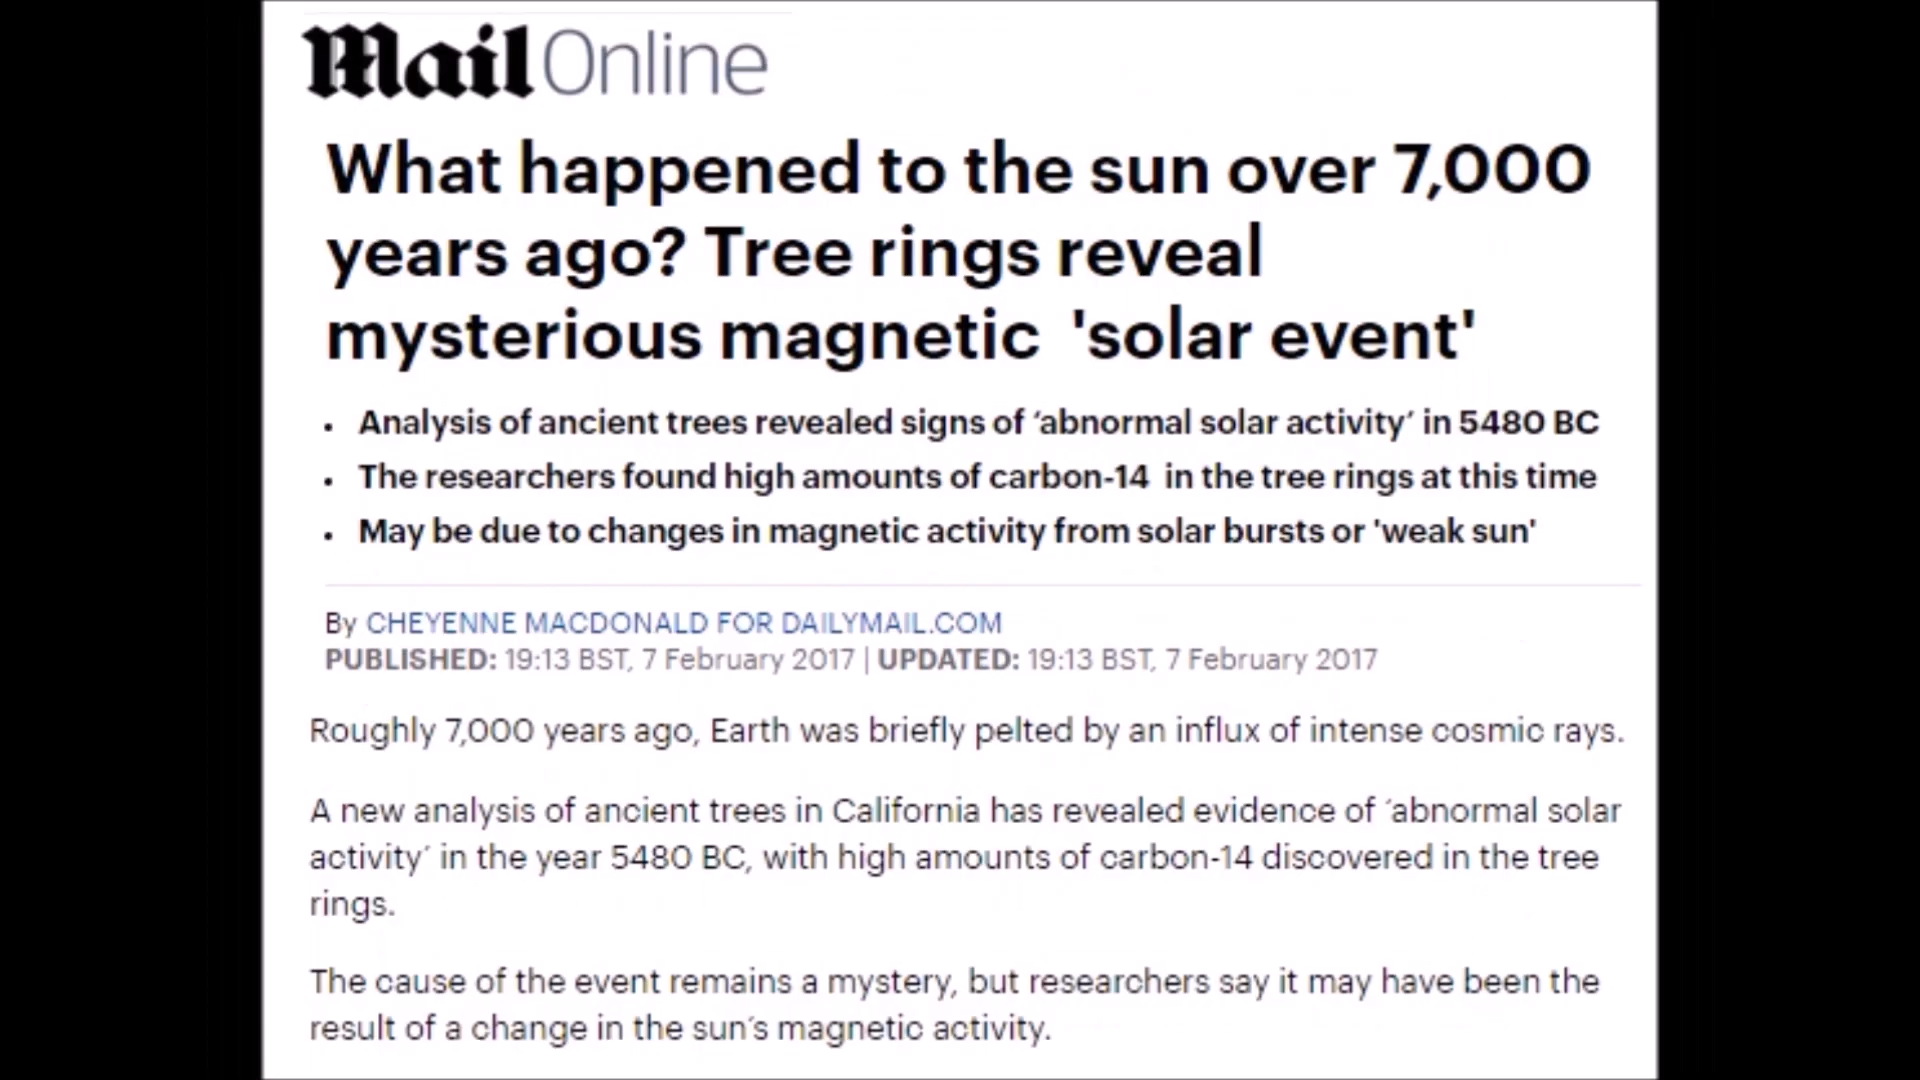 Mail Online
What happened to the sun over 7,000
years ago? Tree rings reveal
mysterious magnetic 'solar event'
• Analysis of ancient trees revealed signs of ‘abnormal solar activity’ in 5480 BC
• The researchers found high amounts of carbon-14 in the tree rings at this time
• May be due to changes in magnetic activity from solar bursts or 'weak sun'
By CHEYENNE MACDONALD FOR DAILYMAIL.COM
PUBLISHED: 19:13 BST, 7 February 2017 | UPDATED: 19:13 BST, 7 February 2017
Roughly 7,000 years ago, Earth was briefly pelted by an influx of intense cosmic rays.
A new analysis of ancient trees in California has revealed evidence of ‘abnormal solar
activity’ in the year 5480 BC, with high amounts of carbon-14 discovered in the tree
rings.
The cause of the event remains a mystery, but researchers say it may have been the
result of a change in the sun’s magnetic activity.